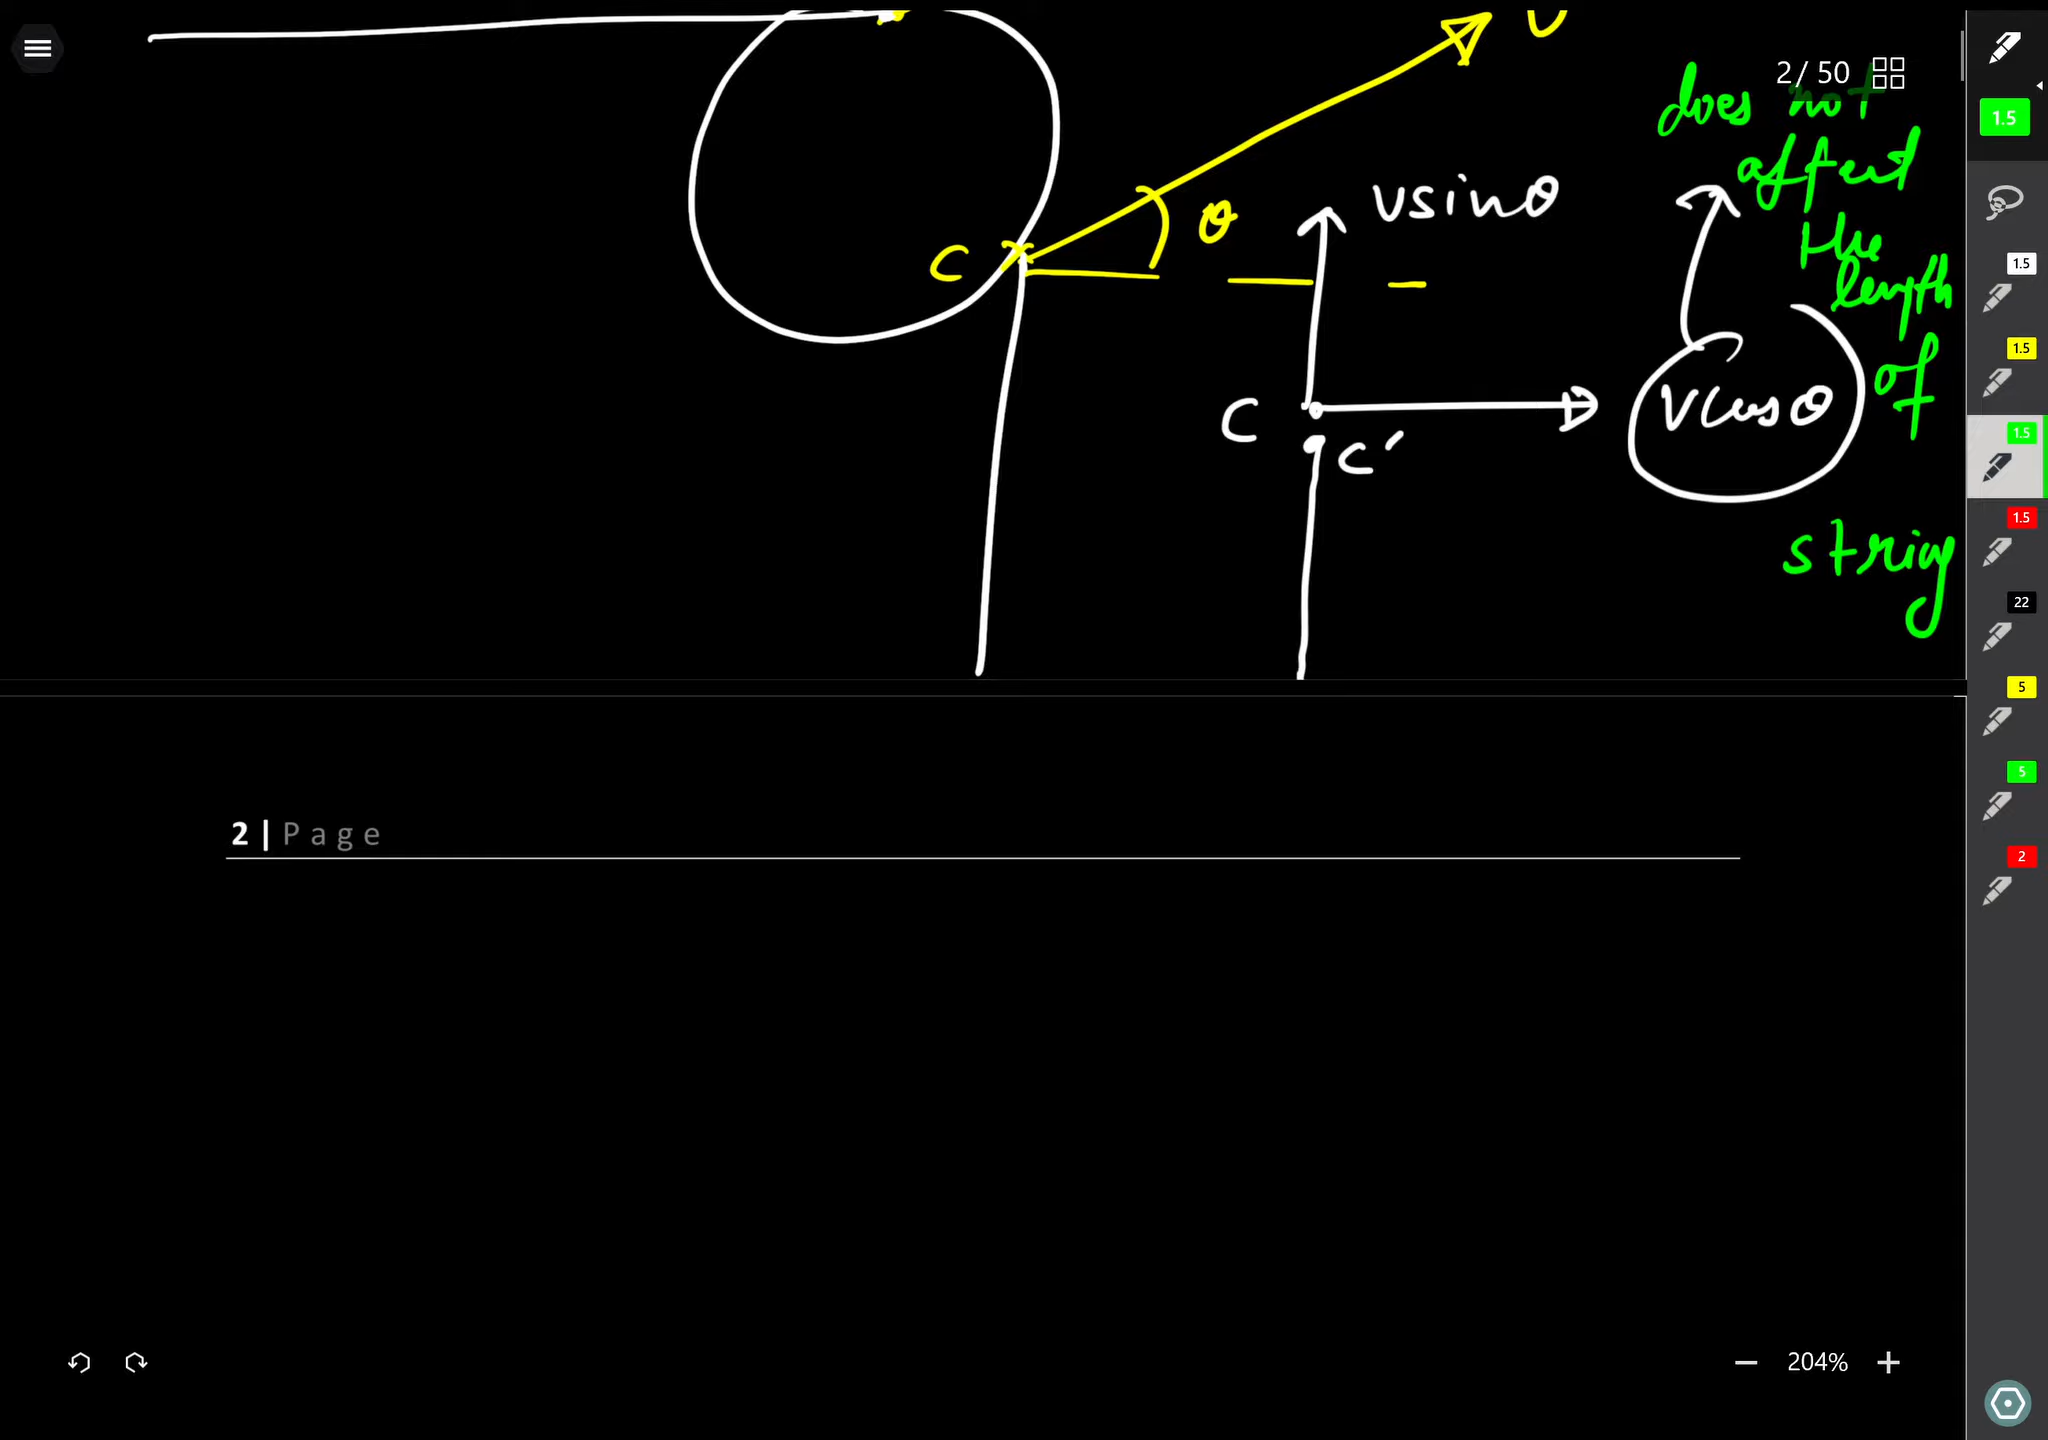 2 / 50
does not
affect
the
length
of
string
θ
vsinθ
C
C
C'
vcosθ
1.5
1.5
1.5
1.5
1.5
22
5
5
2
2 | Page
204%